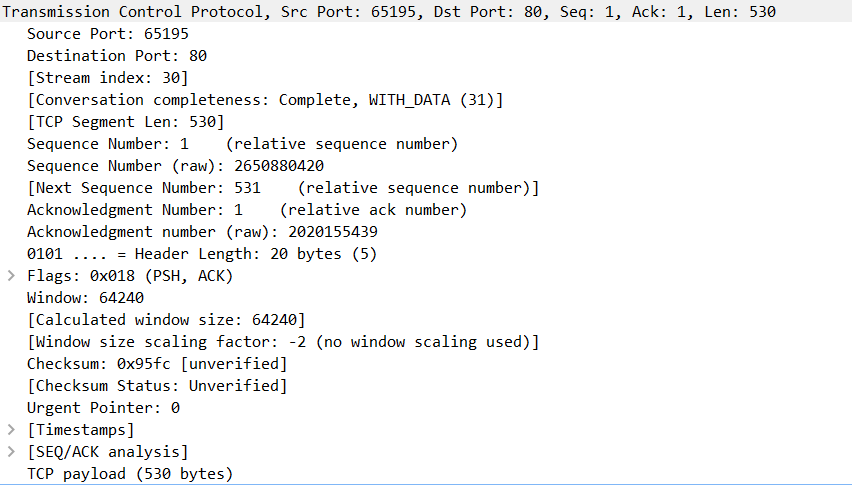 Transmission Control Protocol, Src Port: 65195, Dst Port: 80, Seq: 1, Ack: 1, Len: 530
Source Port: 65195
Destination Port: 80
[Stream index: 30]
[Conversation completeness: Complete, WITH_DATA (31)]
[TCP Segment Len: 530]
Sequence Number: 1    (relative sequence number)
Sequence Number (raw): 2650880420
[Next Sequence Number: 531    (relative sequence number)]
Acknowledgment Number: 1    (relative ack number)
Acknowledgment number (raw): 2020155439
0101 .... = Header Length: 20 bytes (5)
Flags: 0x018 (PSH, ACK)
Window: 64240
[Calculated window size: 64240]
[Window size scaling factor: -2 (no window scaling used)]
Checksum: 0x95fc [unverified]
[Checksum Status: Unverified]
Urgent Pointer: 0
[Timestamps]
[SEQ/ACK analysis]
TCP payload (530 bytes)